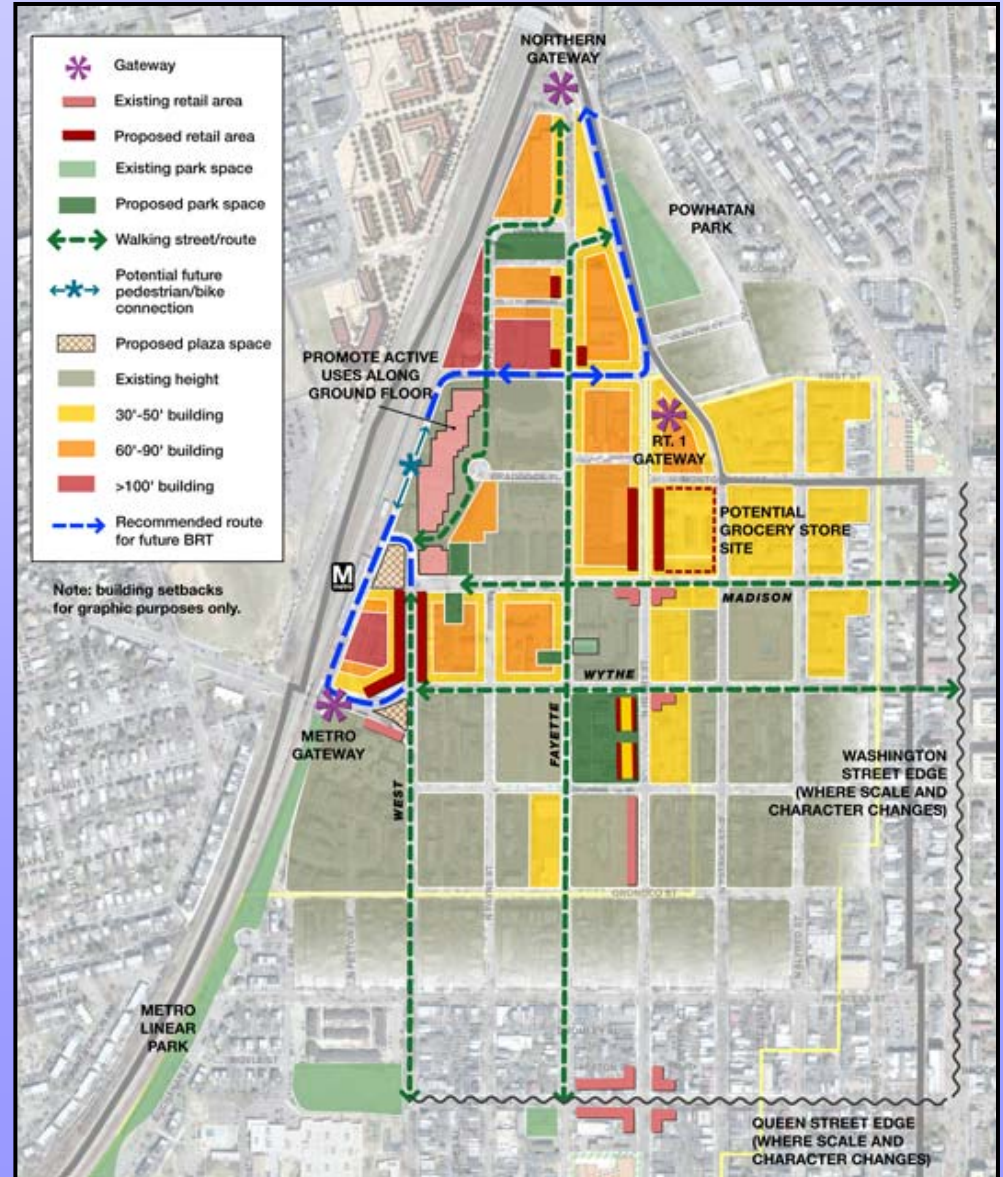 Gateway
Existing retail area
Proposed retail area
Existing park space
Proposed park space
Walking street/route
Potential future
pedestrian/bike
connection
Proposed plaza space
Existing height
30'-50' building
60'-90' building
>100' building
Recommended route
for future BRT
Note: building setbacks
for graphic purposes only.
NORTHERN
GATEWAY
POWHATAN
PARK
PROMOTE ACTIVE
USES ALONG
GROUND FLOOR
RT. 1
GATEWAY
POTENTIAL
GROCERY STORE
SITE
M
metro
MADISON
WYTHE
METRO
GATEWAY
WEST
FAYETTE
WASHINGTON
STREET EDGE
(WHERE SCALE AND
CHARACTER CHANGES)
ORONOCO ST
METRO
LINEAR
PARK
QUEEN STREET EDGE
(WHERE SCALE AND
CHARACTER CHANGES)